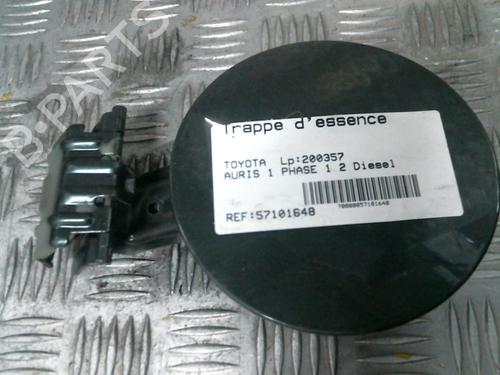 B-PARTS
Trappe d'essence
TOYOTA Lp:200357
AURIS 1 PHASE 1 2 Diesel
REF:57101648